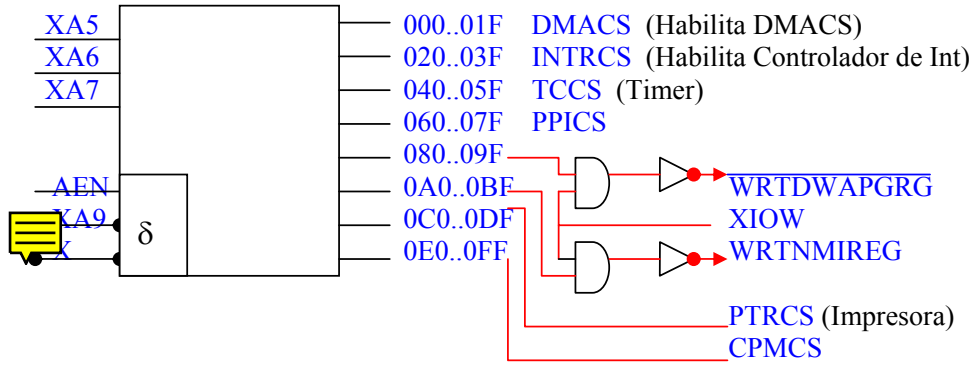 XA5
XA6
XA7
AEN
XA9
X
δ
000..01F DMACS (Habilita DMACS)
020..03F INTRCS (Habilita Controlador de Int)
040..05F TCCS (Timer)
060..07F PPICS
080..09F
0A0..0BF
0C0..0DF
0E0..0FF
WRTDWAPGRG
XIOW
WRTNMIREG
PTRCS (Impresora)
CPMCS